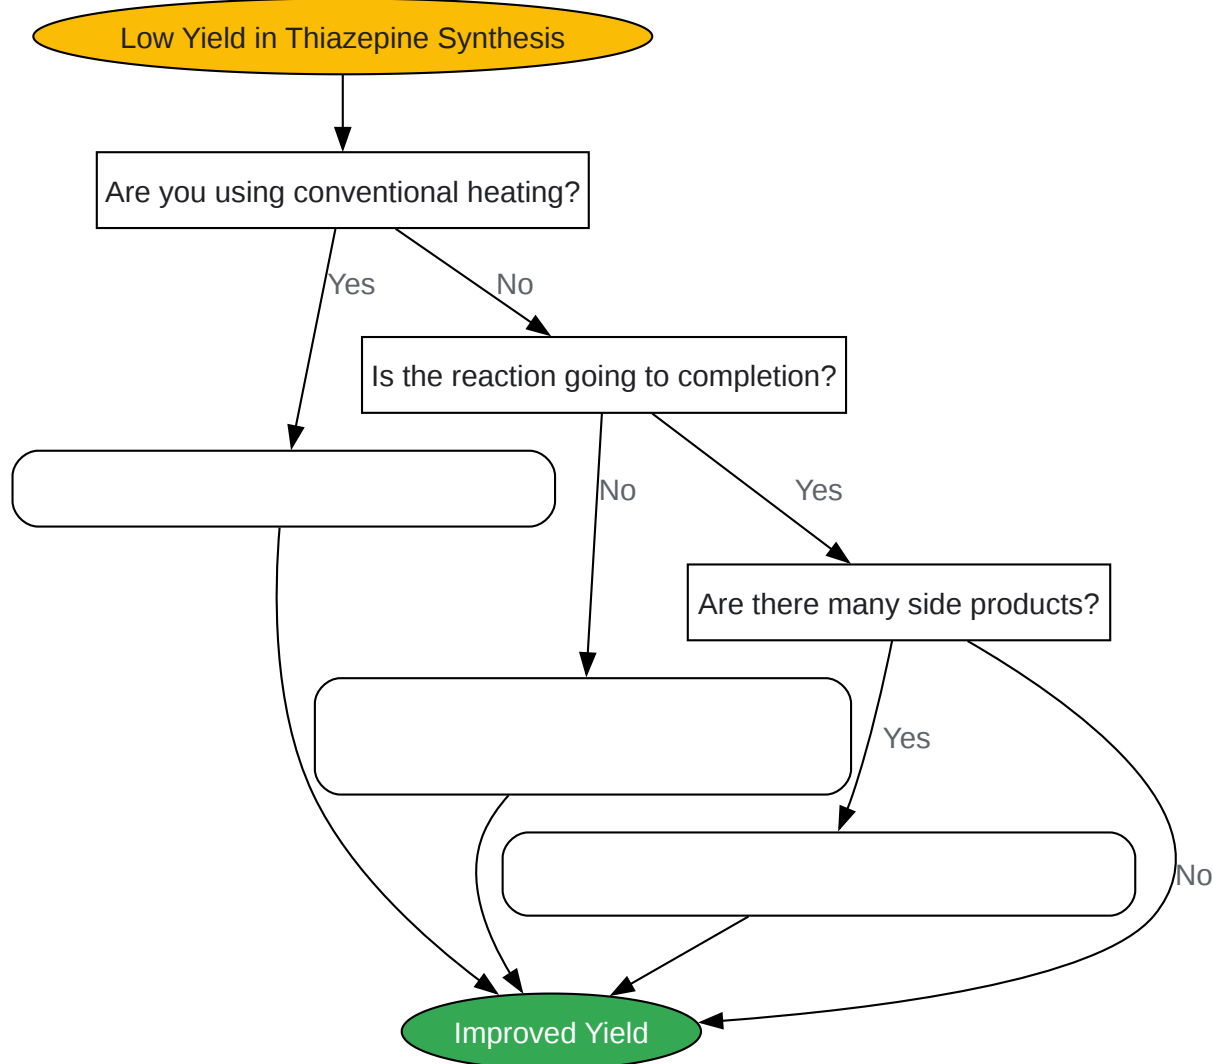 Low Yield in Thiazepine Synthesis
Are you using conventional heating?
Yes
No
Is the reaction going to completion?
No
Yes
Are there many side products?
Yes
No
Improved Yield